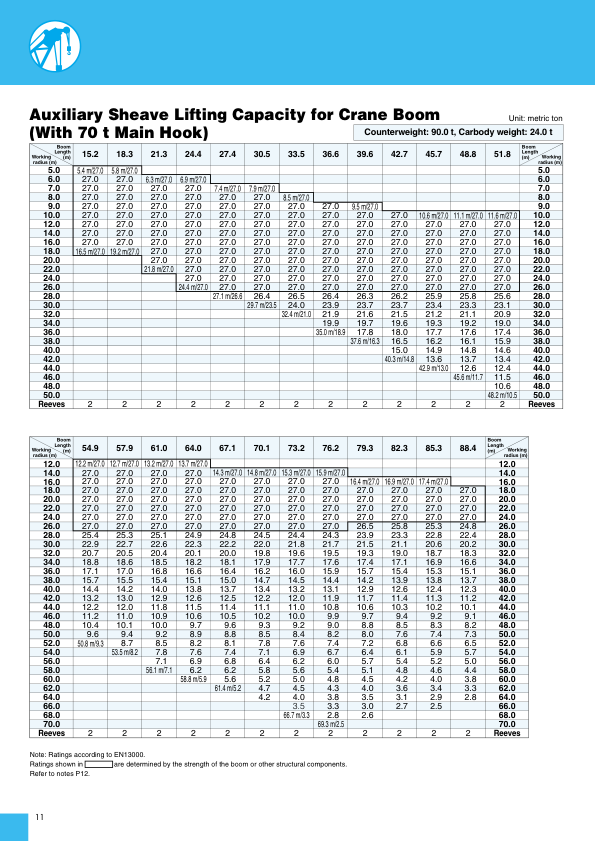 Auxiliary Sheave Lifting Capacity for Crane Boom
(With 70 t Main Hook)
Unit: metric ton
Counterweight: 90.0 t, Carbody weight: 24.0 t
Working radius (m) Boom Length (m) 15.2 18.3 21.3 24.4 27.4 30.5 33.5 36.6 39.6 42.7 45.7 48.8 51.8 Boom Length (m) Working radius (m)
5.0 5.4 m/27.0 5.8 m/27.0 5.0
6.0 27.0 27.0 6.3 m/27.0 6.9 m/27.0 6.0
7.0 27.0 27.0 27.0 27.0 7.4 m/27.0 7.9 m/27.0 7.0
8.0 27.0 27.0 27.0 27.0 27.0 27.0 8.5 m/27.0 8.0
9.0 27.0 27.0 27.0 27.0 27.0 27.0 27.0 27.0 9.5 m/27.0 9.0
10.0 27.0 27.0 27.0 27.0 27.0 27.0 27.0 27.0 27.0 27.0 10.6 m/27.0 11.1 m/27.0 11.6 m/27.0 10.0
12.0 27.0 27.0 27.0 27.0 27.0 27.0 27.0 27.0 27.0 27.0 27.0 27.0 27.0 12.0
14.0 27.0 27.0 27.0 27.0 27.0 27.0 27.0 27.0 27.0 27.0 27.0 27.0 27.0 14.0
16.0 27.0 27.0 27.0 27.0 27.0 27.0 27.0 27.0 27.0 27.0 27.0 27.0 27.0 16.0
18.0 16.5 m/27.0 19.2 m/27.0 27.0 27.0 27.0 27.0 27.0 27.0 27.0 27.0 27.0 27.0 27.0 18.0
20.0 27.0 27.0 27.0 27.0 27.0 27.0 27.0 27.0 27.0 27.0 27.0 20.0
22.0 21.8 m/27.0 27.0 27.0 27.0 27.0 27.0 27.0 27.0 27.0 27.0 27.0 22.0
24.0 27.0 27.0 27.0 27.0 27.0 27.0 27.0 27.0 27.0 27.0 24.0
26.0 24.4 m/27.0 27.0 27.0 27.0 27.0 27.0 27.0 27.0 27.0 27.0 26.0
28.0 27.1 m/26.6 26.4 26.5 26.4 26.3 26.2 25.9 25.8 25.6 28.0
30.0 29.7 m/23.5 24.0 23.9 23.7 23.7 23.4 23.3 23.1 30.0
32.0 32.4 m/21.0 21.9 21.6 21.5 21.2 21.1 20.9 32.0
34.0 19.9 19.7 19.6 19.3 19.2 19.0 34.0
36.0 35.0 m/18.9 17.8 18.0 17.7 17.6 17.4 36.0
38.0 37.6 m/16.3 16.5 16.2 16.1 15.9 38.0
40.0 15.0 14.9 14.8 14.6 40.0
42.0 40.3 m/14.8 13.6 13.7 13.4 42.0
44.0 42.9 m/13.0 12.6 12.4 44.0
46.0 45.6 m/11.7 11.5 46.0
48.0 10.6 48.0
50.0 48.2 m/10.5 50.0
Reeves 2 2 2 2 2 2 2 2 2 2 2 2 2 Reeves
Working radius (m) Boom Length (m) 54.9 57.9 61.0 64.0 67.1 70.1 73.2 76.2 79.3 82.3 85.3 88.4 Boom Length (m) Working radius (m)
12.0 12.2 m/27.0 12.7 m/27.0 13.2 m/27.0 13.7 m/27.0 12.0
14.0 27.0 27.0 27.0 27.0 14.3 m/27.0 14.8 m/27.0 15.3 m/27.0 15.9 m/27.0 14.0
16.0 27.0 27.0 27.0 27.0 27.0 27.0 27.0 27.0 16.4 m/27.0 16.9 m/27.0 17.4 m/27.0 16.0
18.0 27.0 27.0 27.0 27.0 27.0 27.0 27.0 27.0 27.0 27.0 27.0 27.0 18.0
20.0 27.0 27.0 27.0 27.0 27.0 27.0 27.0 27.0 27.0 27.0 27.0 27.0 20.0
22.0 27.0 27.0 27.0 27.0 27.0 27.0 27.0 27.0 27.0 27.0 27.0 27.0 22.0
24.0 27.0 27.0 27.0 27.0 27.0 27.0 27.0 27.0 27.0 27.0 27.0 27.0 24.0
26.0 27.0 27.0 27.0 27.0 27.0 27.0 27.0 27.0 26.5 25.8 25.3 24.8 26.0
28.0 25.4 25.3 25.1 24.9 24.8 24.5 24.4 24.3 23.9 23.3 22.8 22.4 28.0
30.0 22.9 22.7 22.6 22.3 22.2 22.0 21.8 21.7 21.5 21.1 20.6 20.2 30.0
32.0 20.7 20.5 20.4 20.1 20.0 19.8 19.6 19.5 19.3 19.0 18.7 18.3 32.0
34.0 18.8 18.6 18.5 18.2 18.1 17.9 17.7 17.6 17.4 17.1 16.9 16.6 34.0
36.0 17.1 17.0 16.8 16.6 16.4 16.2 16.0 15.9 15.7 15.4 15.3 15.1 36.0
38.0 15.7 15.5 15.4 15.1 15.0 14.7 14.5 14.4 14.2 13.9 13.8 13.7 38.0
40.0 14.4 14.2 14.0 13.8 13.7 13.4 13.2 13.1 12.9 12.6 12.4 12.3 40.0
42.0 13.2 13.0 12.9 12.6 12.5 12.2 12.0 11.9 11.7 11.4 11.3 11.2 42.0
44.0 12.2 12.0 11.8 11.5 11.4 11.1 11.0 10.8 10.6 10.3 10.2 10.1 44.0
46.0 11.2 11.0 10.9 10.6 10.5 10.2 10.0 9.9 9.7 9.4 9.2 9.1 46.0
48.0 10.4 10.1 10.0 9.7 9.6 9.3 9.2 9.0 8.8 8.5 8.3 8.2 48.0
50.0 9.6 9.4 9.2 8.9 8.8 8.5 8.4 8.2 8.0 7.6 7.4 7.3 50.0
52.0 50.8 m/9.3 8.7 8.5 8.2 8.1 7.8 7.6 7.4 7.2 6.8 6.6 6.5 52.0
54.0 53.5 m/8.2 7.8 7.6 7.4 7.1 6.9 6.7 6.4 6.1 5.9 5.7 54.0
56.0 7.1 6.9 6.8 6.4 6.2 6.0 5.7 5.4 5.2 5.0 56.0
58.0 56.1 m/7.1 6.2 6.2 5.8 5.6 5.4 5.1 4.8 4.6 4.4 58.0
60.0 58.8 m/5.9 5.6 5.2 5.0 4.8 4.5 4.2 4.0 3.8 60.0
62.0 61.4 m/5.2 4.7 4.5 4.3 4.0 3.6 3.4 3.3 62.0
64.0 4.2 4.0 3.8 3.5 3.1 2.9 2.8 64.0
66.0 3.5 3.3 3.0 2.7 2.5 66.0
68.0 66.7 m/3.3 2.8 2.6 68.0
70.0 69.3 m/2.5 70.0
Reeves 2 2 2 2 2 2 2 2 2 2 2 2 Reeves
Note: Ratings according to EN13000.
Ratings shown in are determined by the strength of the boom or other structural components.
Refer to notes P12.
11